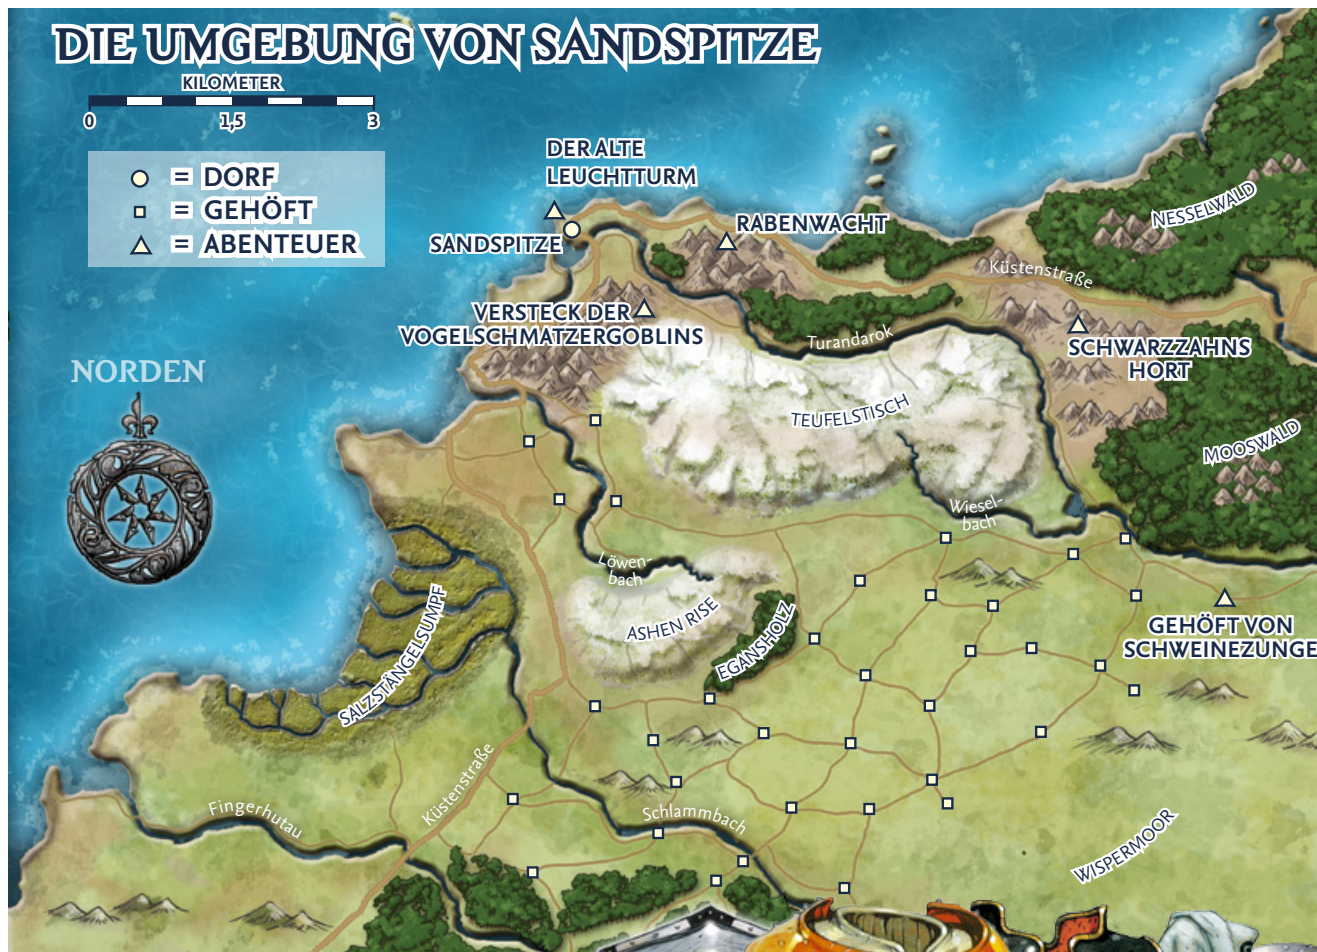 DIE UMGEBUNG VON SANDSPITZE
KILOMETER
0 1,5 3
= DORF
= GEHÖFT
= ABENTEUER
DER ALTE
LEUCHTTURM
SANDSPITZE
RABENWACHT
NESSELWALD
Küstenstraße
VERSTECK DER
VOGELSCHMATZERGOBLINS
Turandarok
SCHWARZZAHNS
HORT
NORDEN
TEUFELSTISCH
MOOSWALD
Wiesel-
bach
Löwen-
bach
ASHEN RISE
EGANSHOLZ
GEHÖFT VON
SCHWEINEZUNGE
SALZSTÄNGELSUMPF
Küstenstraße
Fingerhutau
Schlammbach
WISPERMOOR